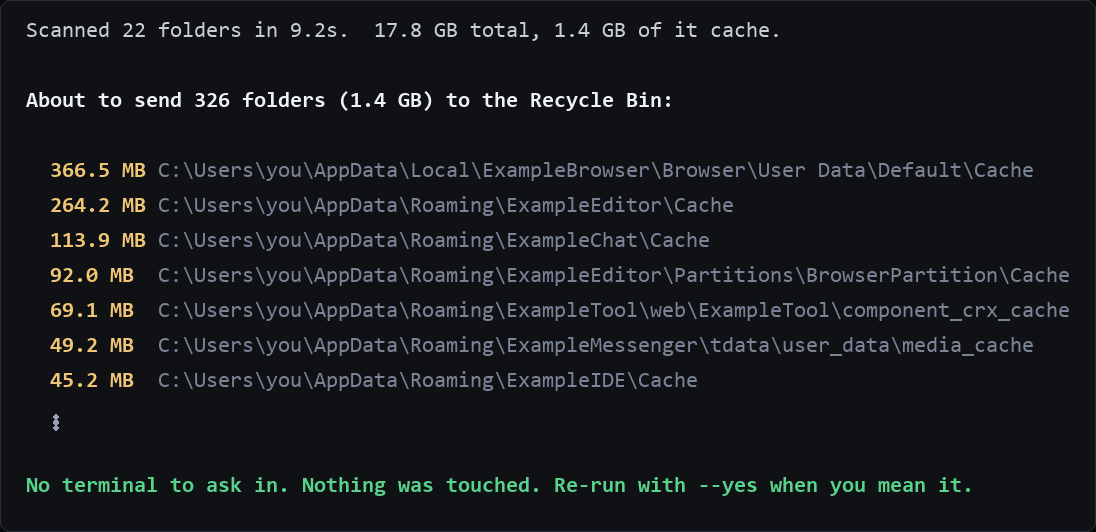 Scanned 22 folders in 9.2s.  17.8 GB total, 1.4 GB of it cache.
About to send 326 folders (1.4 GB) to the Recycle Bin:
366.5 MB C:\Users\you\AppData\Local\ExampleBrowser\Browser\User Data\Default\Cache
264.2 MB C:\Users\you\AppData\Roaming\ExampleEditor\Cache
113.9 MB C:\Users\you\AppData\Roaming\ExampleChat\Cache
92.0 MB  C:\Users\you\AppData\Roaming\ExampleEditor\Partitions\BrowserPartition\Cache
69.1 MB  C:\Users\you\AppData\Roaming\ExampleTool\web\ExampleTool\component_crx_cache
49.2 MB  C:\Users\you\AppData\Roaming\ExampleMessenger\tdata\user_data\media_cache
45.2 MB  C:\Users\you\AppData\Roaming\ExampleIDE\Cache
⋮
No terminal to ask in. Nothing was touched. Re-run with --yes when you mean it.